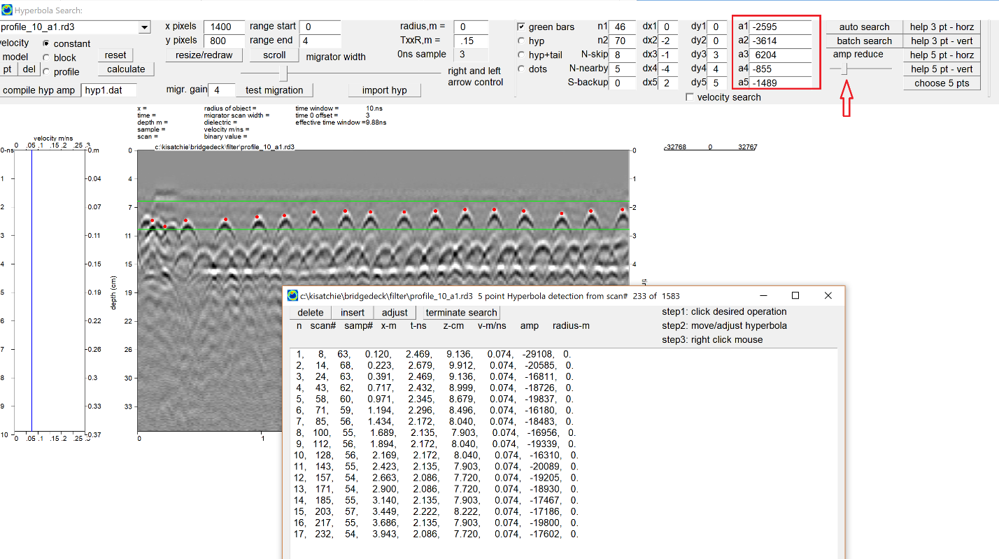 Hyperbola Search:
profile_10_a1.rd3 x pixels 1400 range start 0 radius,m = 0 green bars n1 46 dx1 0 dy1 0 a1 -2595 auto search help 3 pt - horz
velocity constant y pixels 800 range end 4 TxxR,m = .15 hyp n2 70 dx2 -2 dy2 0 a2 -3614 batch search help 3 pt - vert
model block reset resize/redraw scroll migrator width 0ns sample 3 hyp+tail N-skip 8 dx3 -1 dy3 3 a3 6204 amp reduce help 5 pt - horz
pt del profile calculate right and left arrow control dots N-nearby 5 dx4 -4 dy4 4 a4 -855 help 5 pt - vert
S-backup 0 dx5 2 dy5 5 a5 -1489 choose 5 pts
compile hyp amp hyp1.dat migr. gain 4 test migration import hyp velocity search
x = radius of object = time window = 10.ns
time = migrator scan width = time 0 offset = 3
depth m = dielectric = effective time window =9.88ns
sample = velocity m/ns =
scan = binary value =
velocity m/ns
0 .05 .1 .15 .2 .25 .3
c:\kisatchie\bridgedeck\filter\profile_10_a1.rd3
-32768 0 32767
0-ns 0.m 0 0
1 0.04 4 1
2 0.07 7 2
3 0.11 11 3
4 0.15 15 4
5 0.19 19
6 0.22 22
7 0.26 26
8 0.3 30
9 0.33 33
10 0.37
0 .05 .1 .15 .2 .25 .3
depth (cm)
0 1
c:\kisatchie\bridgedeck\filter\profile_10_a1.rd3 5 point Hyperbola detection from scan# 233 of 1583
delete insert adjust terminate search step1: click desired operation
n scan# samp# x-m t-ns z-cm v-m/ns amp radius-m step2: move/adjust hyperbola
step3: right click mouse
1, 8, 63, 0.120, 2.469, 9.136, 0.074, -29108, 0.
2, 14, 68, 0.223, 2.679, 9.912, 0.074, -20585, 0.
3, 24, 63, 0.391, 2.469, 9.136, 0.074, -16811, 0.
4, 43, 62, 0.717, 2.432, 8.999, 0.074, -18726, 0.
5, 58, 60, 0.971, 2.345, 8.679, 0.074, -19837, 0.
6, 71, 59, 1.194, 2.296, 8.496, 0.074, -16180, 0.
7, 85, 56, 1.434, 2.172, 8.040, 0.074, -18483, 0.
8, 100, 55, 1.689, 2.135, 7.903, 0.074, -16956, 0.
9, 112, 56, 1.894, 2.172, 8.040, 0.074, -19339, 0.
10, 128, 56, 2.169, 2.172, 8.040, 0.074, -16310, 0.
11, 143, 55, 2.423, 2.135, 7.903, 0.074, -20089, 0.
12, 157, 54, 2.663, 2.086, 7.720, 0.074, -19205, 0.
13, 171, 54, 2.900, 2.086, 7.720, 0.074, -18930, 0.
14, 185, 55, 3.140, 2.135, 7.903, 0.074, -17467, 0.
15, 203, 57, 3.449, 2.222, 8.222, 0.074, -17186, 0.
16, 217, 55, 3.686, 2.135, 7.903, 0.074, -19800, 0.
17, 232, 54, 3.943, 2.086, 7.720, 0.074, -17602, 0.